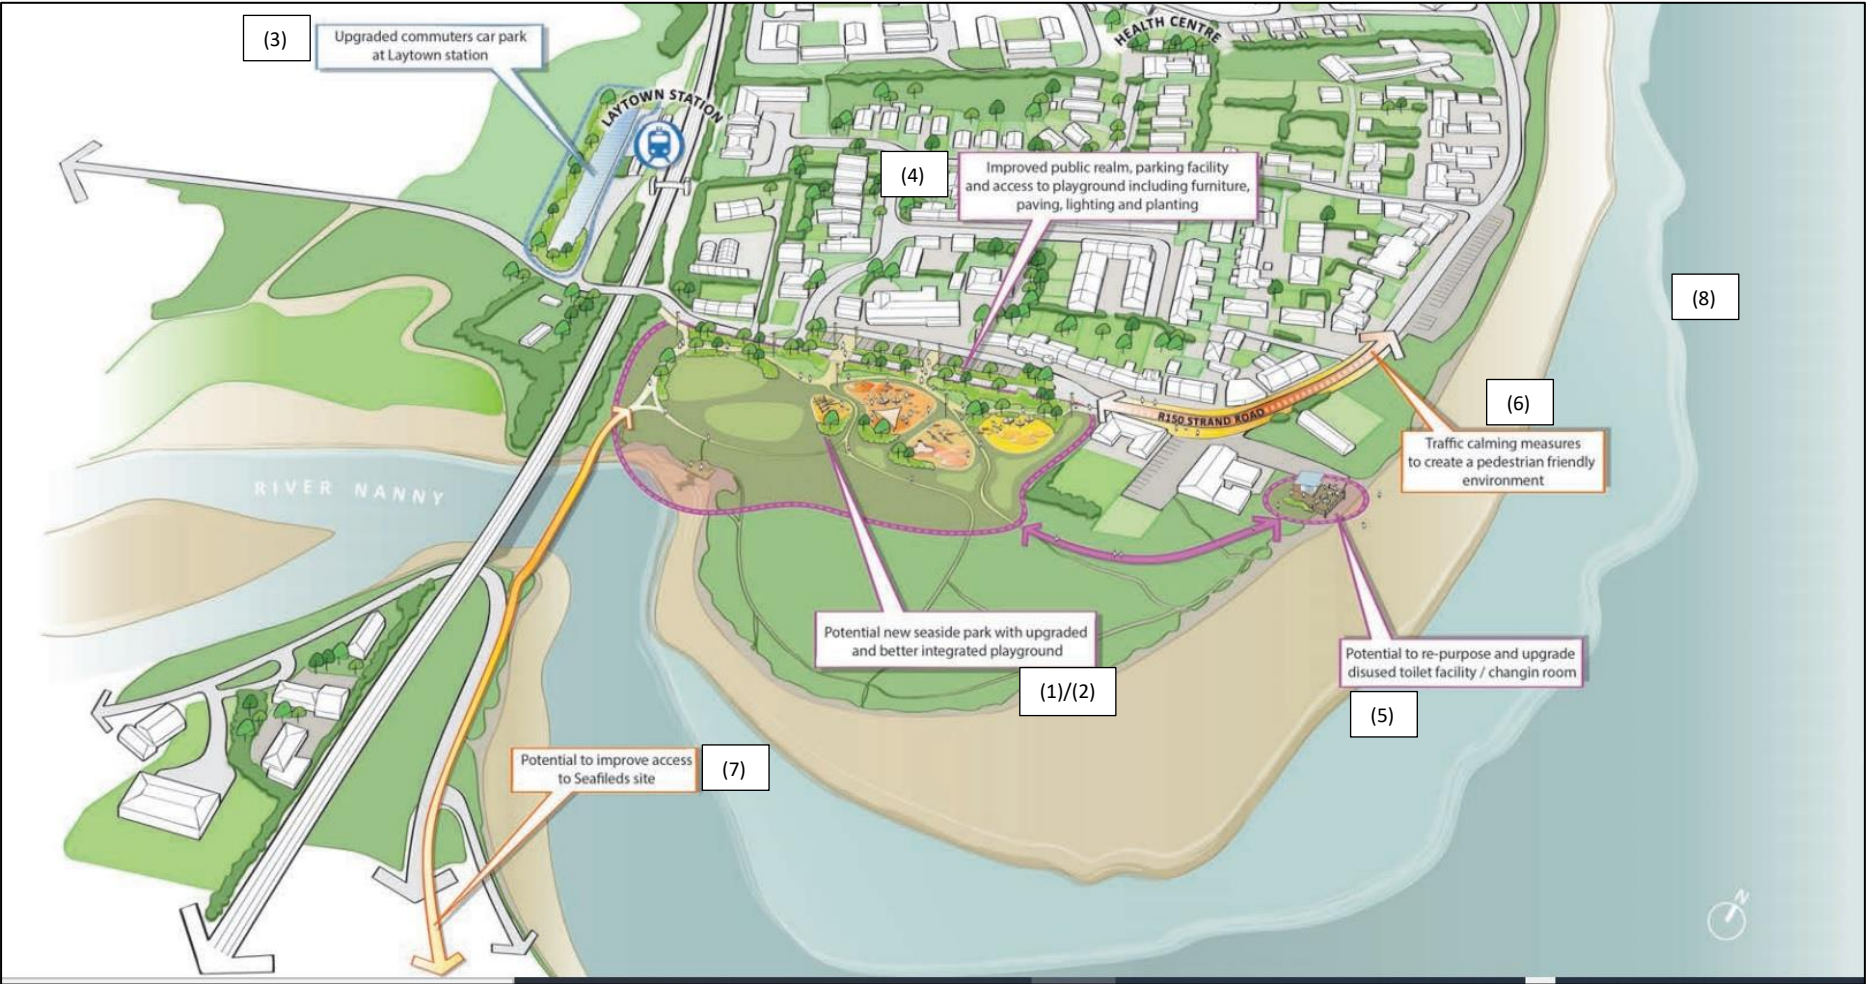 (3)
Upgraded commuters car park
at Laytown station
HEALTH CENTRE
LAYTOWN STATION
(4)
Improved public realm, parking facility
and access to playground including furniture,
paving, lighting and planting
(8)
(6)
R150 STRAND ROAD
Traffic calming measures
to create a pedestrian friendly
environment
RIVER NANNY
Potential new seaside park with upgraded
and better integrated playground
(1)/(2)
Potential to re-purpose and upgrade
disused toilet facility / changin room
(5)
Potential to improve access
to Seafileds site
(7)
N